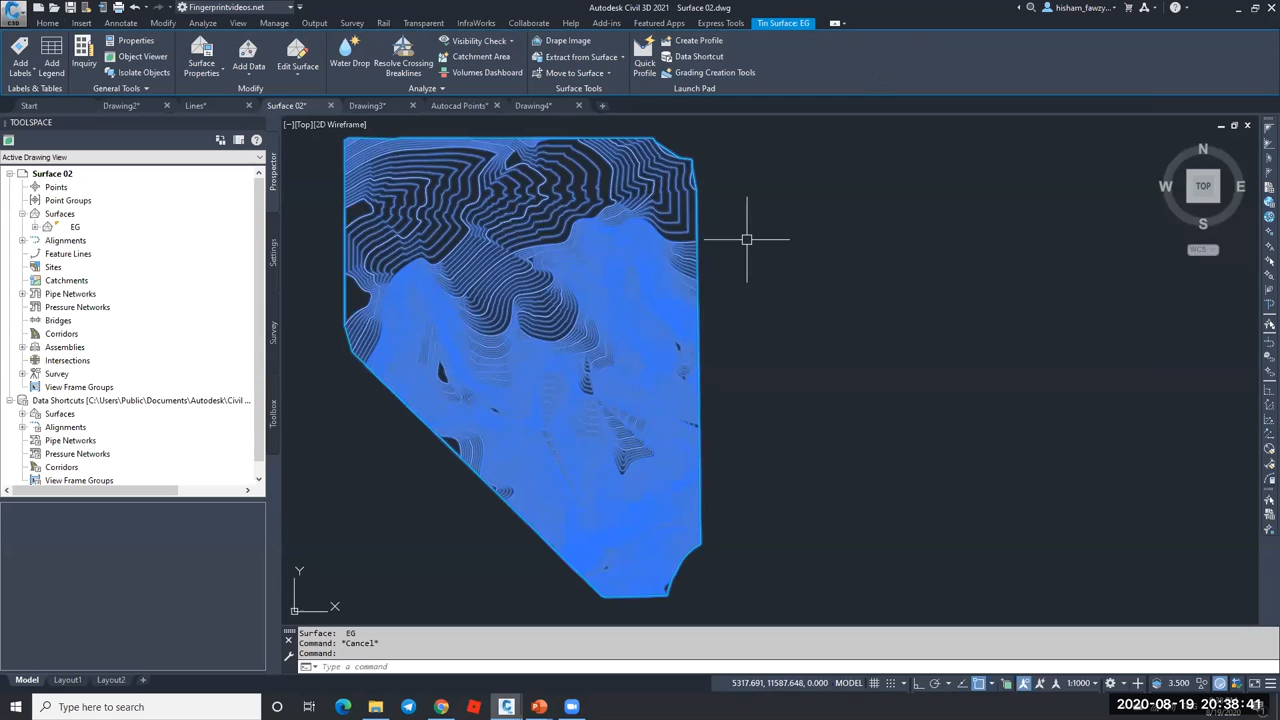 C3D
Fingerprintvideos.net
Autodesk Civil 3D 2021 Surface 02.dwg
hisham_fawzy...
Home Insert Annotate Modify Analyze View Manage Output Survey Rail Transparent InfraWorks Collaborate Help Add-ins Featured Apps Express Tools Tin Surface: EG
Add Labels
Add Legend
Inquiry
Properties
Object Viewer
Isolate Objects
Surface Properties
Add Data
Edit Surface
Water Drop
Resolve Crossing Breaklines
Visibility Check
Catchment Area
Volumes Dashboard
Drape Image
Extract from Surface
Move to Surface
Quick Profile
Create Profile
Data Shortcut
Grading Creation Tools
Labels & Tables General Tools Modify Analyze Surface Tools Launch Pad
Start Drawing2* Lines* Surface 02* Drawing3* Autocad Points* Drawing4*
TOOLSPACE
Active Drawing View
Surface 02
Points
Point Groups
Surfaces
EG
Alignments
Feature Lines
Sites
Catchments
Pipe Networks
Pressure Networks
Bridges
Corridors
Assemblies
Intersections
Survey
View Frame Groups
Data Shortcuts [C:\Users\Public\Documents\Autodesk\Civil ...
Surfaces
Alignments
Pipe Networks
Pressure Networks
Corridors
View Frame Groups
Prospector
Settings
Survey
Toolbox
[−][Top][2D Wireframe]
N
W TOP E
S
WCS
Y
X
Surface: EG
Command: *Cancel*
Command:
Type a command
Model Layout1 Layout2
5317.691, 11587.648, 0.000 MODEL 1:1000 3.500
Type here to search
2020-08-19 20:38:41